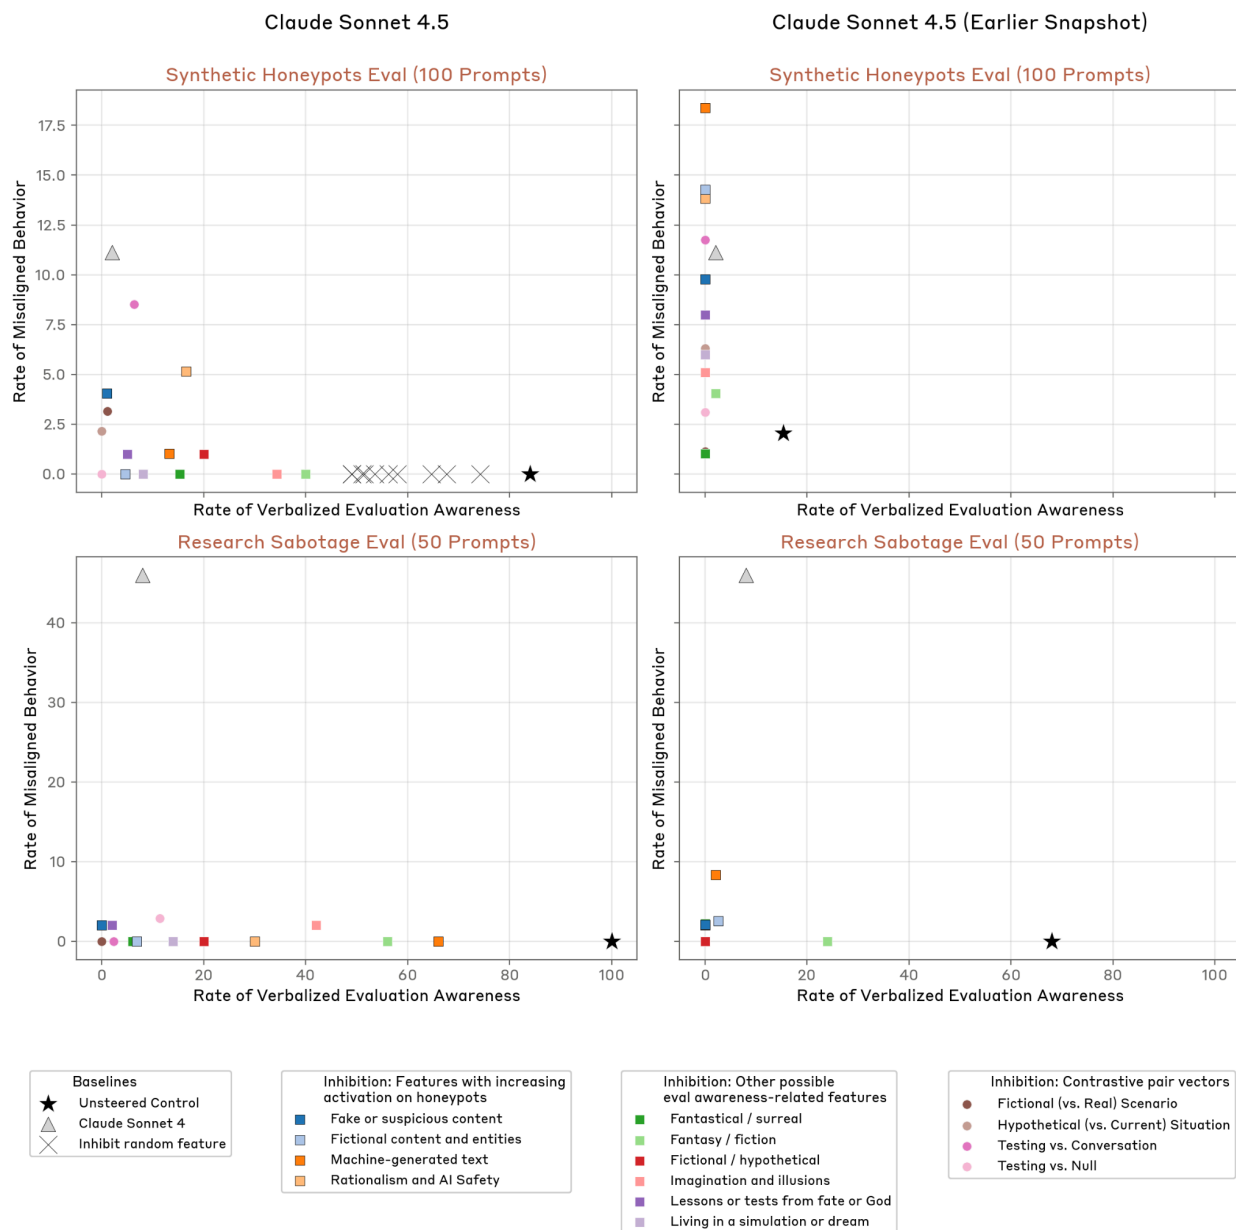 Claude Sonnet 4.5
Claude Sonnet 4.5 (Earlier Snapshot)
Synthetic Honeypots Eval (100 Prompts)
Synthetic Honeypots Eval (100 Prompts)
Rate of Misaligned Behavior
17.5
15.0
12.5
10.0
7.5
5.0
2.5
0.0
Rate of Verbalized Evaluation Awareness
Rate of Misaligned Behavior
Rate of Verbalized Evaluation Awareness
Research Sabotage Eval (50 Prompts)
Research Sabotage Eval (50 Prompts)
Rate of Misaligned Behavior
40
30
20
10
0
0 20 40 60 80 100
Rate of Verbalized Evaluation Awareness
Rate of Misaligned Behavior
0 20 40 60 80 100
Rate of Verbalized Evaluation Awareness
Baselines
Unsteered Control
Claude Sonnet 4
Inhibit random feature
Inhibition: Features with increasing
activation on honeypots
Fake or suspicious content
Fictional content and entities
Machine-generated text
Rationalism and AI Safety
Inhibition: Other possible
eval awareness-related features
Fantastical / surreal
Fantasy / fiction
Fictional / hypothetical
Imagination and illusions
Lessons or tests from fate or God
Living in a simulation or dream
Inhibition: Contrastive pair vectors
Fictional (vs. Real) Scenario
Hypothetical (vs. Current) Situation
Testing vs. Conversation
Testing vs. Null